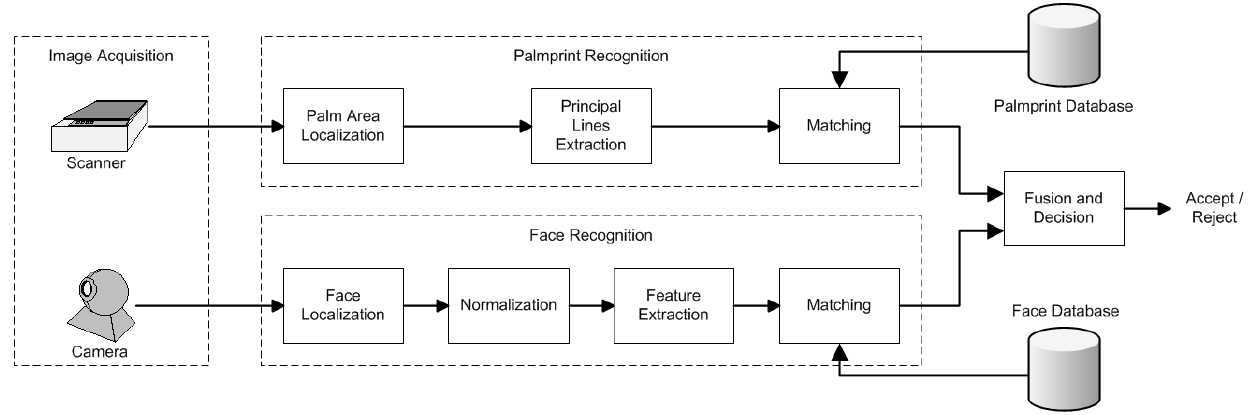 Image Acquisition
Scanner
Camera
Palmprint Recognition
Palm Area
Localization
Principal
Lines
Extraction
Matching
Palmprint Database
Face Recognition
Face
Localization
Normalization
Feature
Extraction
Matching
Face Database
Fusion and
Decision
Accept /
Reject